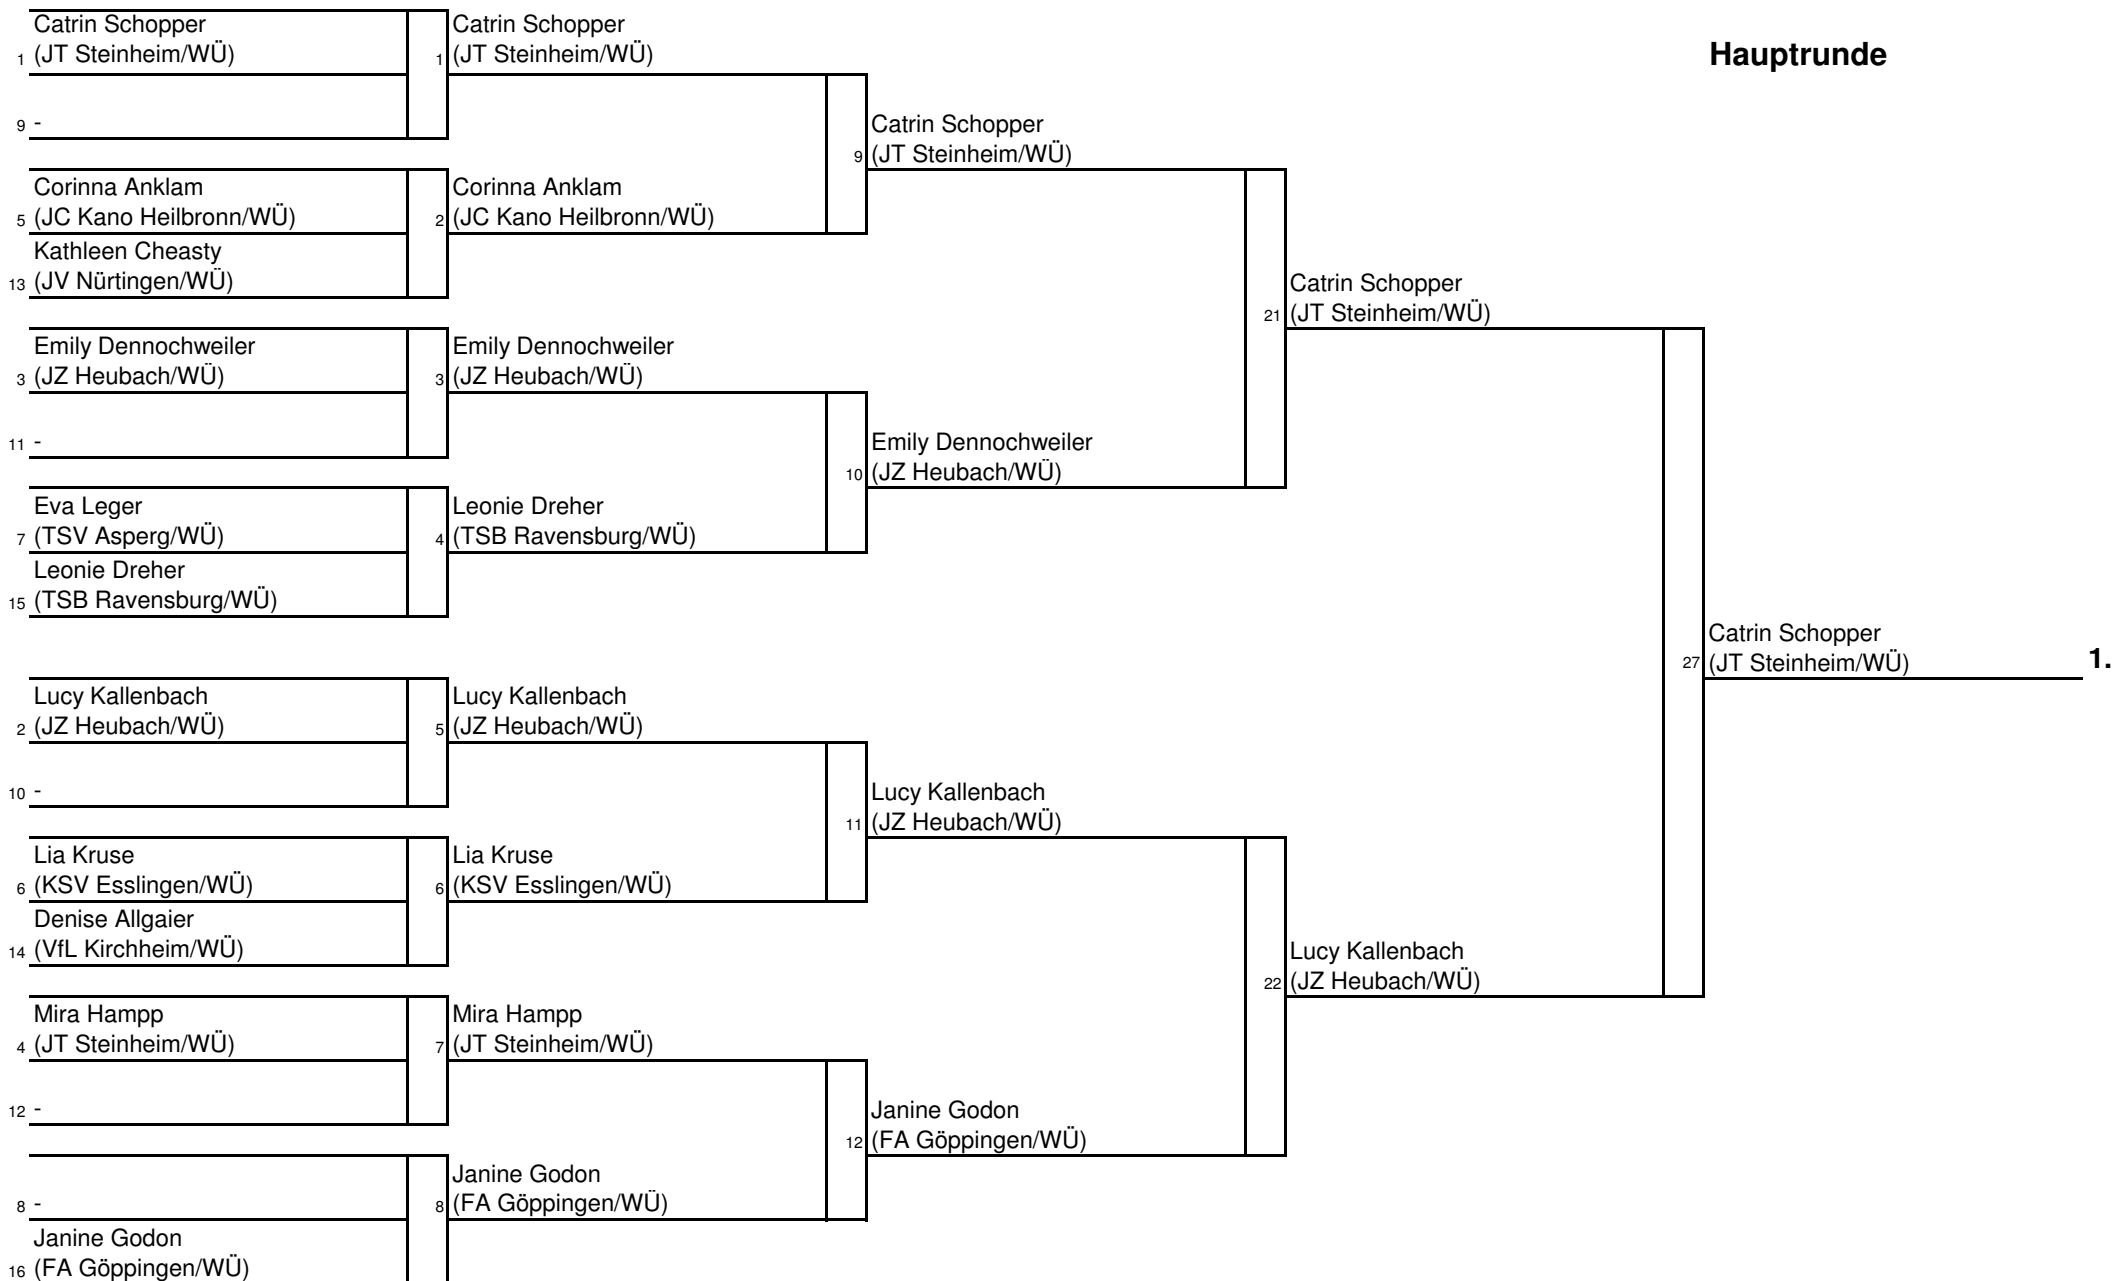 Hauptrunde
Catrin Schopper
1 (JT Steinheim/WÜ)
9 -
Corinna Anklam
5 (JC Kano Heilbronn/WÜ)
Kathleen Cheasty
13 (JV Nürtingen/WÜ)
Emily Dennochweiler
3 (JZ Heubach/WÜ)
11 -
Eva Leger
7 (TSV Asperg/WÜ)
Leonie Dreher
15 (TSB Ravensburg/WÜ)
Lucy Kallenbach
2 (JZ Heubach/WÜ)
10 -
Lia Kruse
6 (KSV Esslingen/WÜ)
Denise Allgaier
14 (VfL Kirchheim/WÜ)
Mira Hampp
4 (JT Steinheim/WÜ)
12 -
8 -
Janine Godon
16 (FA Göppingen/WÜ)
Catrin Schopper
1 (JT Steinheim/WÜ)
Corinna Anklam
2 (JC Kano Heilbronn/WÜ)
Emily Dennochweiler
3 (JZ Heubach/WÜ)
Leonie Dreher
4 (TSB Ravensburg/WÜ)
Lucy Kallenbach
5 (JZ Heubach/WÜ)
Lia Kruse
6 (KSV Esslingen/WÜ)
Mira Hampp
7 (JT Steinheim/WÜ)
Janine Godon
8 (FA Göppingen/WÜ)
Catrin Schopper
9 (JT Steinheim/WÜ)
Emily Dennochweiler
10 (JZ Heubach/WÜ)
Lucy Kallenbach
11 (JZ Heubach/WÜ)
Janine Godon
12 (FA Göppingen/WÜ)
Catrin Schopper
21 (JT Steinheim/WÜ)
Lucy Kallenbach
22 (JZ Heubach/WÜ)
Catrin Schopper
27 (JT Steinheim/WÜ) 1.